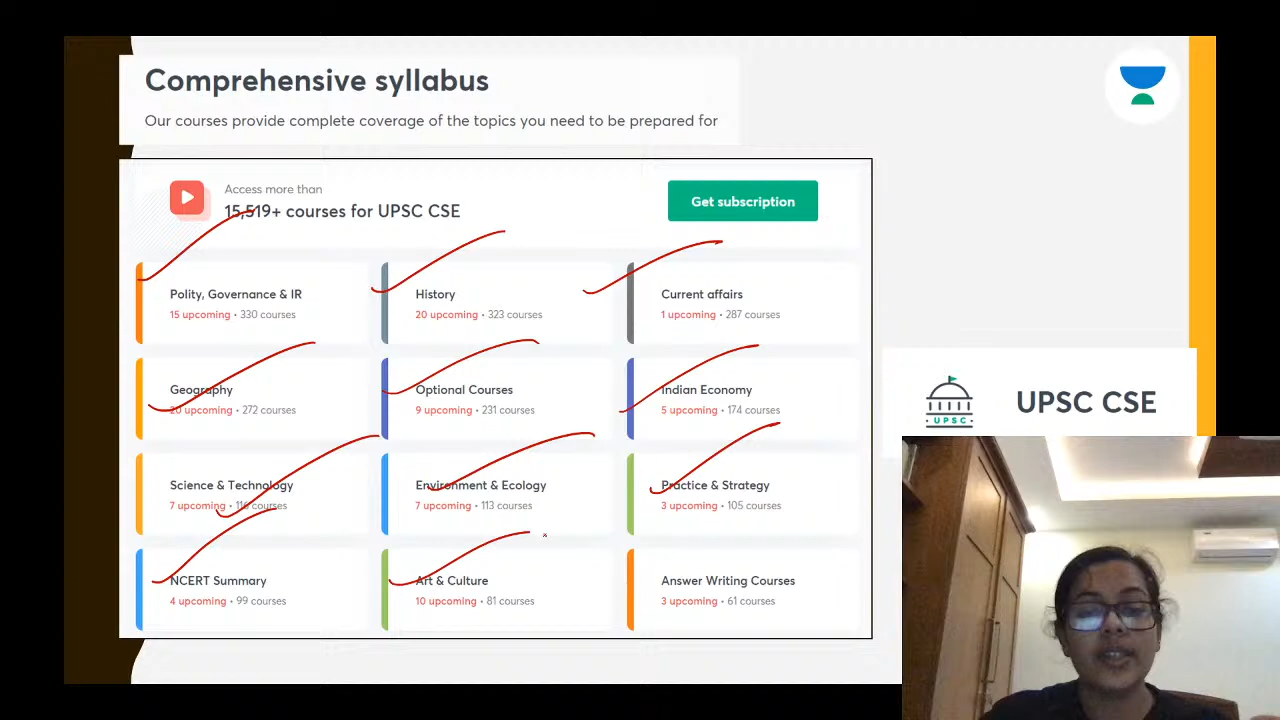 Comprehensive syllabus
Our courses provide complete coverage of the topics you need to be prepared for
Access more than
15,519+ courses for UPSC CSE
Get subscription
Polity, Governance & IR
15 upcoming • 330 courses
History
20 upcoming • 323 courses
Current affairs
1 upcoming • 287 courses
Geography
20 upcoming • 272 courses
Optional Courses
9 upcoming • 231 courses
Indian Economy
5 upcoming • 174 courses
Science & Technology
7 upcoming • 116 courses
Environment & Ecology
7 upcoming • 113 courses
Practice & Strategy
3 upcoming • 105 courses
NCERT Summary
4 upcoming • 99 courses
Art & Culture
10 upcoming • 81 courses
Answer Writing Courses
3 upcoming • 61 courses
UPSC
UPSC CSE